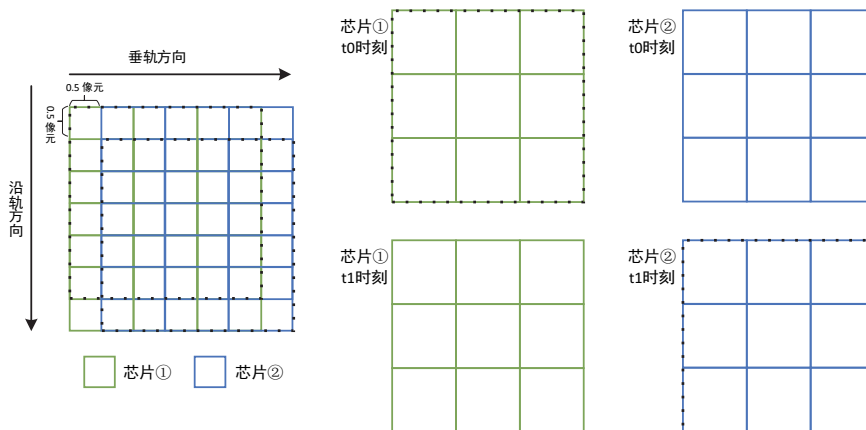 垂轨方向
0.5 像元
0.5 像元
沿轨方向
芯片①
芯片②
芯片①
t0时刻
芯片②
t0时刻
芯片①
t1时刻
芯片②
t1时刻